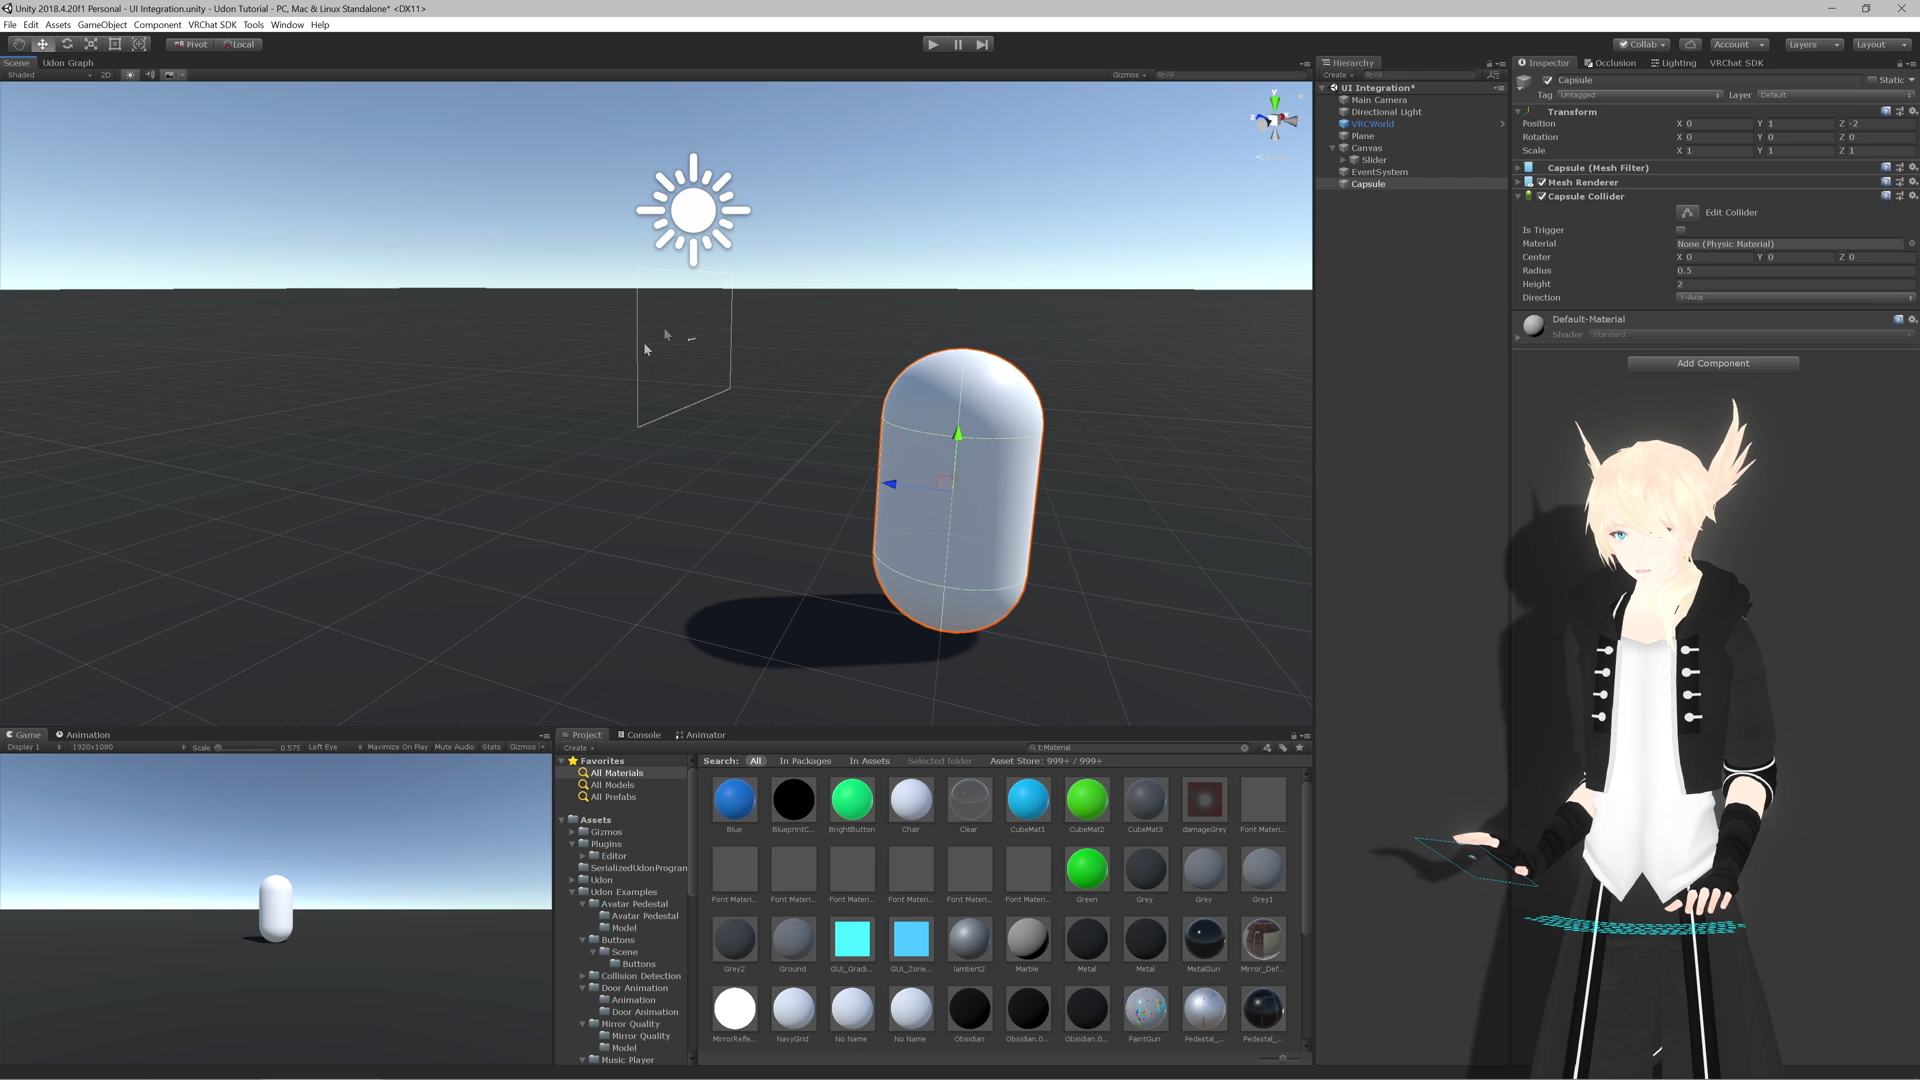 Unity 2018.4.20f1 Personal - UI Integration.unity - Udon Tutorial - PC, Mac & Linux Standalone* <DX11>
File Edit Assets GameObject Component VRChat SDK Tools Window Help
Pivot Local
Collab Account Layers Layout
Scene Udon Graph
Shaded 2D Gizmos All
Hierarchy
Create All
UI Integration*
Main Camera
Directional Light
VRCWorld
Plane
Canvas
Slider
EventSystem
Capsule
Inspector Occlusion Lighting VRChat SDK
Capsule Static
Tag Untagged Layer Default
Transform
Position X 0 Y 1 Z -2
Rotation X 0 Y 0 Z 0
Scale X 1 Y 1 Z 1
Capsule (Mesh Filter)
Mesh Renderer
Capsule Collider
Edit Collider
Is Trigger
Material None (Physic Material)
Center X 0 Y 0 Z 0
Radius 0.5
Height 2
Direction Y-Axis
Default-Material
Shader Standard
Add Component
Game Animation
Display 1 1920x1080 Scale 0.575 Left Eye Maximize On Play Mute Audio Stats Gizmos
Project Console Animator
Create t:Material
Favorites
All Materials
All Models
All Prefabs
Assets
Gizmos
Plugins
Editor
SerializedUdonProgran
Udon
Udon Examples
Avatar Pedestal
Avatar Pedestal
Model
Buttons
Scene
Buttons
Collision Detection
Door Animation
Animation
Door Animation
Mirror Quality
Mirror Quality
Model
Music Player
Search: All In Packages In Assets Selected folder Asset Store: 999+ / 999+
Blue BlueprintC... BrightButton Chair Clear CubeMat1 CubeMat2 CubeMat3 damageGrey Font Materi...
Font Materi... Font Materi... Font Materi... Font Materi... Font Materi... Font Materi... Green Grey Grey Grey1
Grey2 Ground GUI_Gradi... GUI_Zone... lambert2 Marble Metal Metal MetalGun Mirror_Def...
MirrorRefle... NavyGrid No Name No Name Obsidian Obsidian.0... Obsidian.0... PaintGun Pedestal_... Pedestal_...